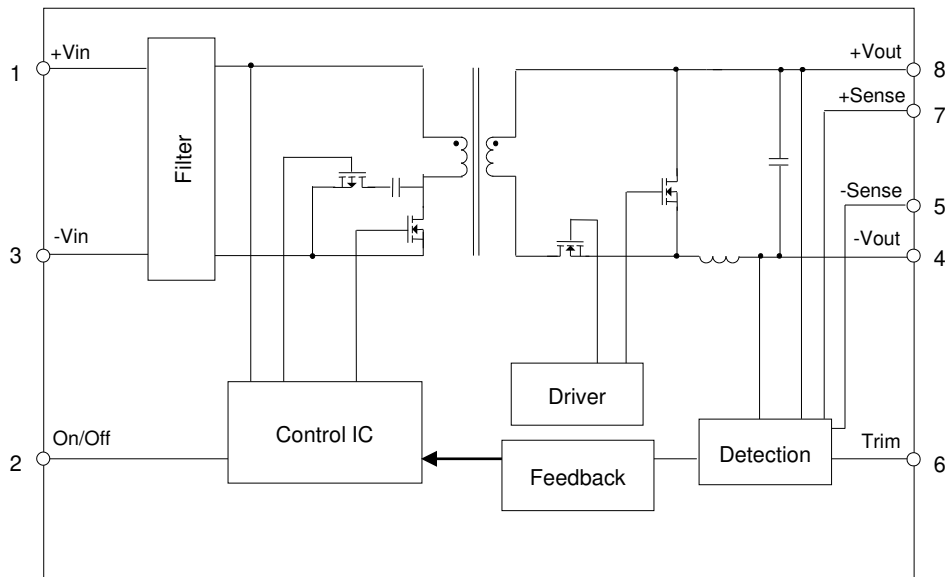 +Vin
1
Filter
-Vin
3
+Vout
8
+Sense
7
-Sense
5
-Vout
4
Driver
Control IC
On/Off
2
Feedback
Detection
Trim
6